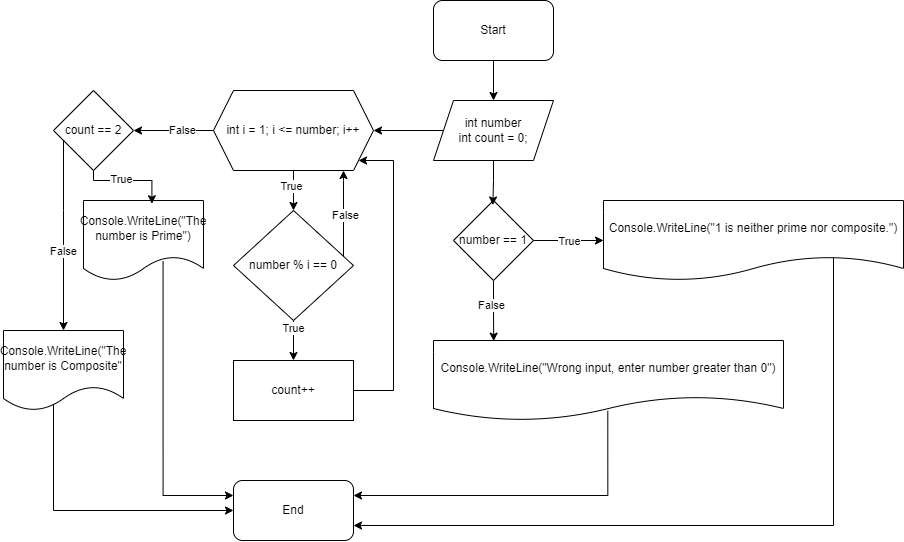 Start
int number
int count = 0;
int i = 1; i <= number; i++
False
count == 2
True
True
False
Console.WriteLine("The
number is Prime")
number == 1
True
Console.WriteLine("1 is neither prime nor composite.")
False
number % i == 0
False
True
Console.WriteLine("The
number is Composite"
count++
Console.WriteLine("Wrong input, enter number greater than 0")
End